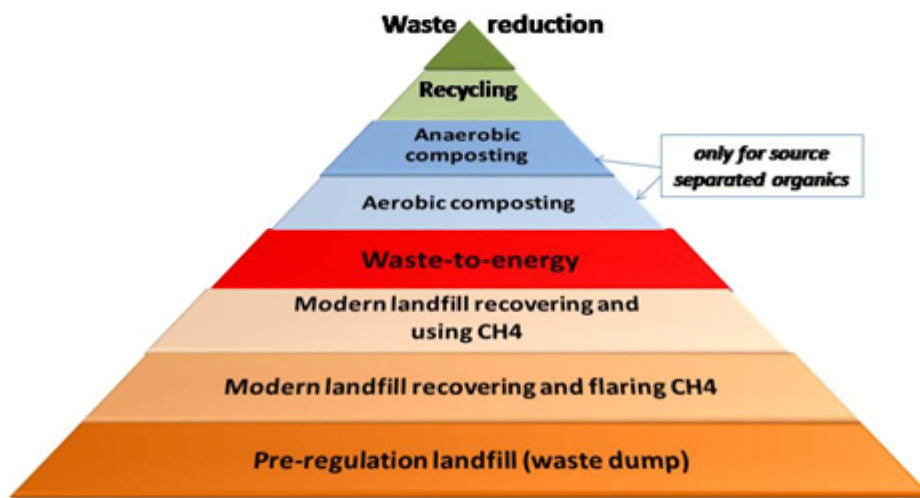 Waste reduction
Recycling
Anaerobic
composting
only for source
separated organics
Aerobic composting
Waste-to-energy
Modern landfill recovering and
using CH4
Modern landfill recovering and flaring CH4
Pre-regulation landfill (waste dump)